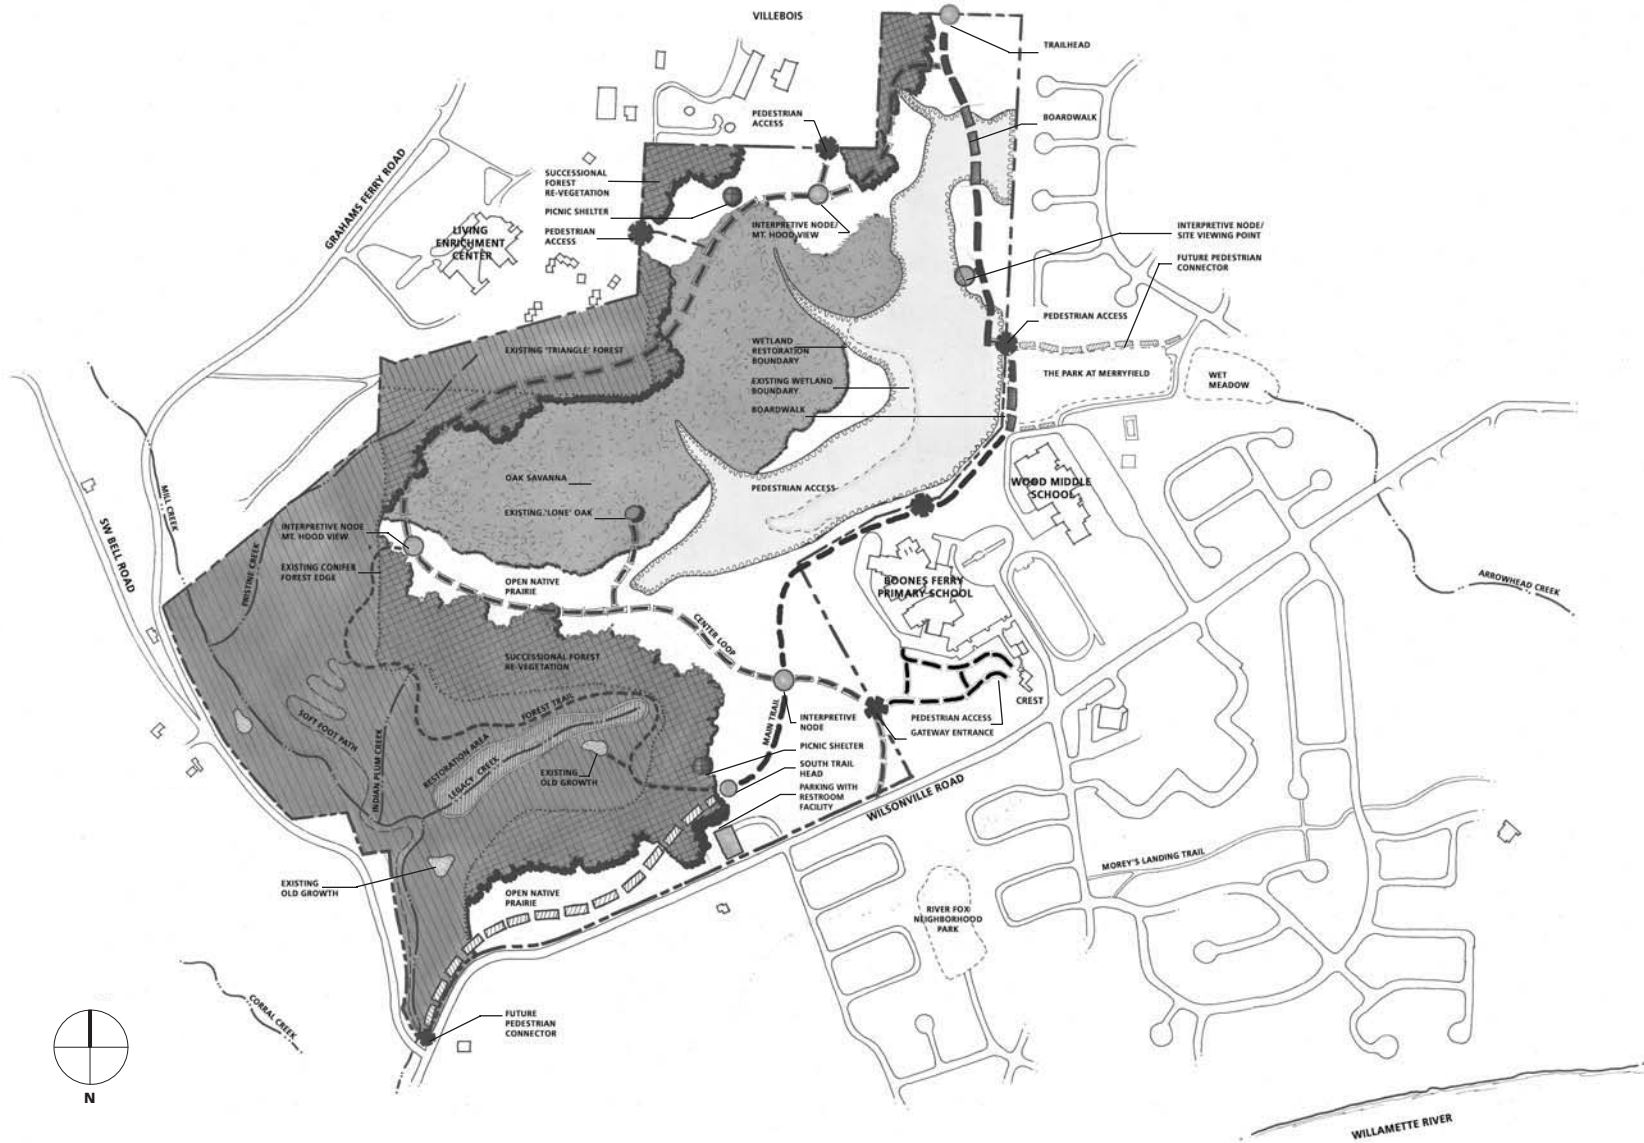 VILLEBOIS
TRAILHEAD
BOARDWALK
PEDESTRIAN
ACCESS
GRAHAMS FERRY ROAD
SUCCESSIONAL
FOREST
RE-VEGETATION
PICNIC SHELTER
PEDESTRIAN
ACCESS
LIVING
ENRICHMENT
CENTER
INTERPRETIVE NODE/
MT. HOOD VIEW
INTERPRETIVE NODE/
SITE VIEWING POINT
FUTURE PEDESTRIAN
CONNECTOR
PEDESTRIAN ACCESS
EXISTING 'TRIANGLE' FOREST
WETLAND
RESTORATION
BOUNDARY
EXISTING WETLAND
BOUNDARY
BOARDWALK
THE PARK AT MERRYFIELD
WET
MEADOW
OAK SAVANNA
EXISTING 'LONE' OAK
PEDESTRIAN ACCESS
WOOD MIDDLE
SCHOOL
MILL CREEK
SW BELL ROAD
INTERPRETIVE NODE
MT. HOOD VIEW
EXISTING CONIFER
FOREST EDGE
PRISTINE CREEK
OPEN NATIVE
PRAIRIE
BOONES FERRY
PRIMARY SCHOOL
ARROWHEAD CREEK
CENTER LOOP
SUCCESSIONAL FOREST
RE-VEGETATION
CREST
FOREST TRAIL
SOFT FOOT PATH
INDIAN PLUM CREEK
RESTORATION AREA
LEGACY CREEK
EXISTING
OLD GROWTH
MAIN TRAIL
INTERPRETIVE
NODE
PEDESTRIAN ACCESS
GATEWAY ENTRANCE
PICNIC SHELTER
SOUTH TRAIL
HEAD
PARKING WITH
RESTROOM
FACILITY
WILSONVILLE ROAD
MOREY'S LANDING TRAIL
EXISTING
OLD GROWTH
OPEN NATIVE
PRAIRIE
RIVER FOX
NEIGHBORHOOD
PARK
CORRAL CREEK
FUTURE
PEDESTRIAN
CONNECTOR
N
WILLAMETTE RIVER